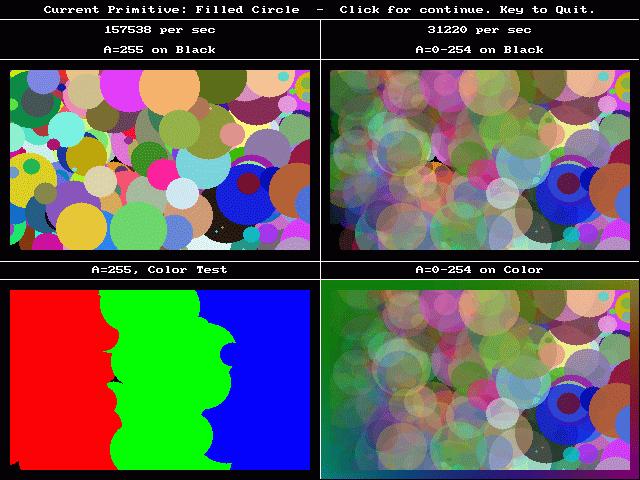 Current Primitive: Filled Circle  -  Click for continue. Key to Quit.
157538 per sec
31220 per sec
A=255 on Black
A=0-254 on Black
A=255, Color Test
A=0-254 on Color